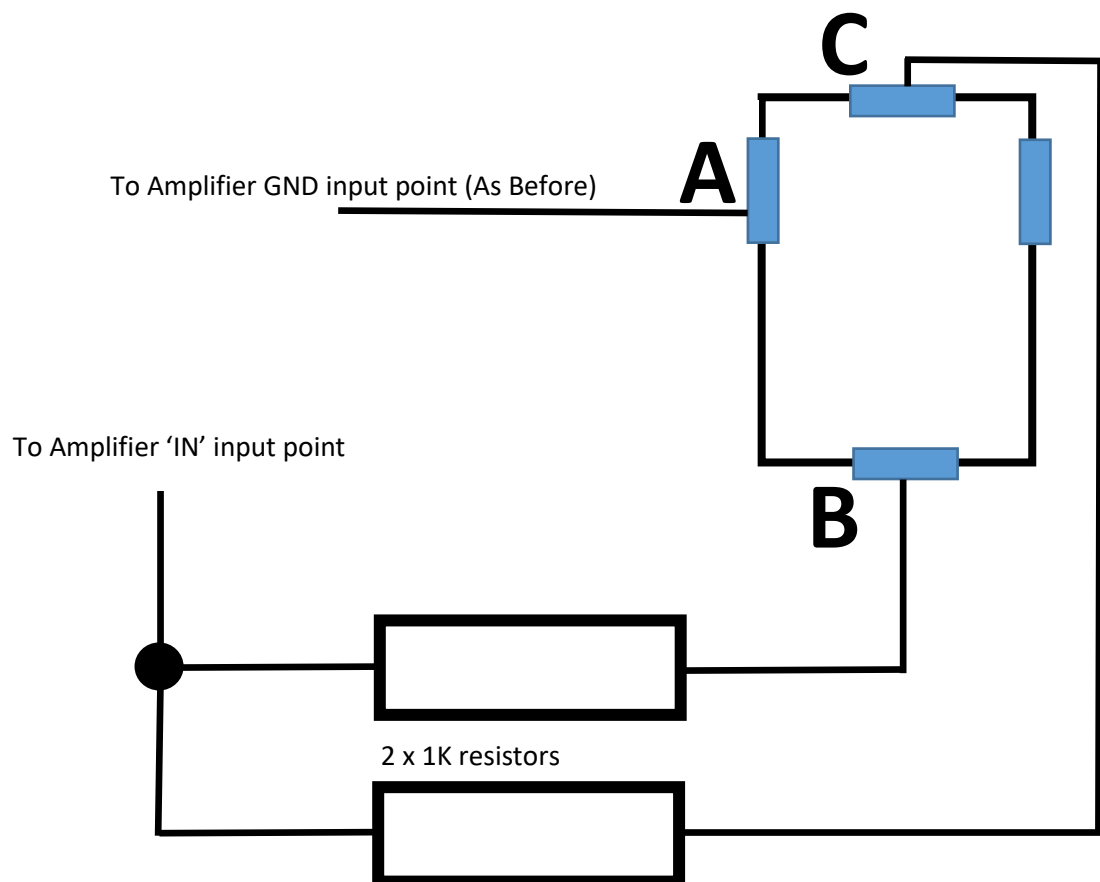 C
A
To Amplifier GND input point (As Before)
To Amplifier ‘IN’ input point
B
2 x 1K resistors